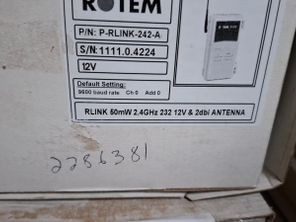 ROTEM
P/N: P-RLINK-242-A
S/N: 1111.0.4224
12V
Default Setting:
9600 baud rate Ch 0 Add 0
RLINK 50mW 2.4GHz 232 12V & 2dbi ANTENNA
2286381